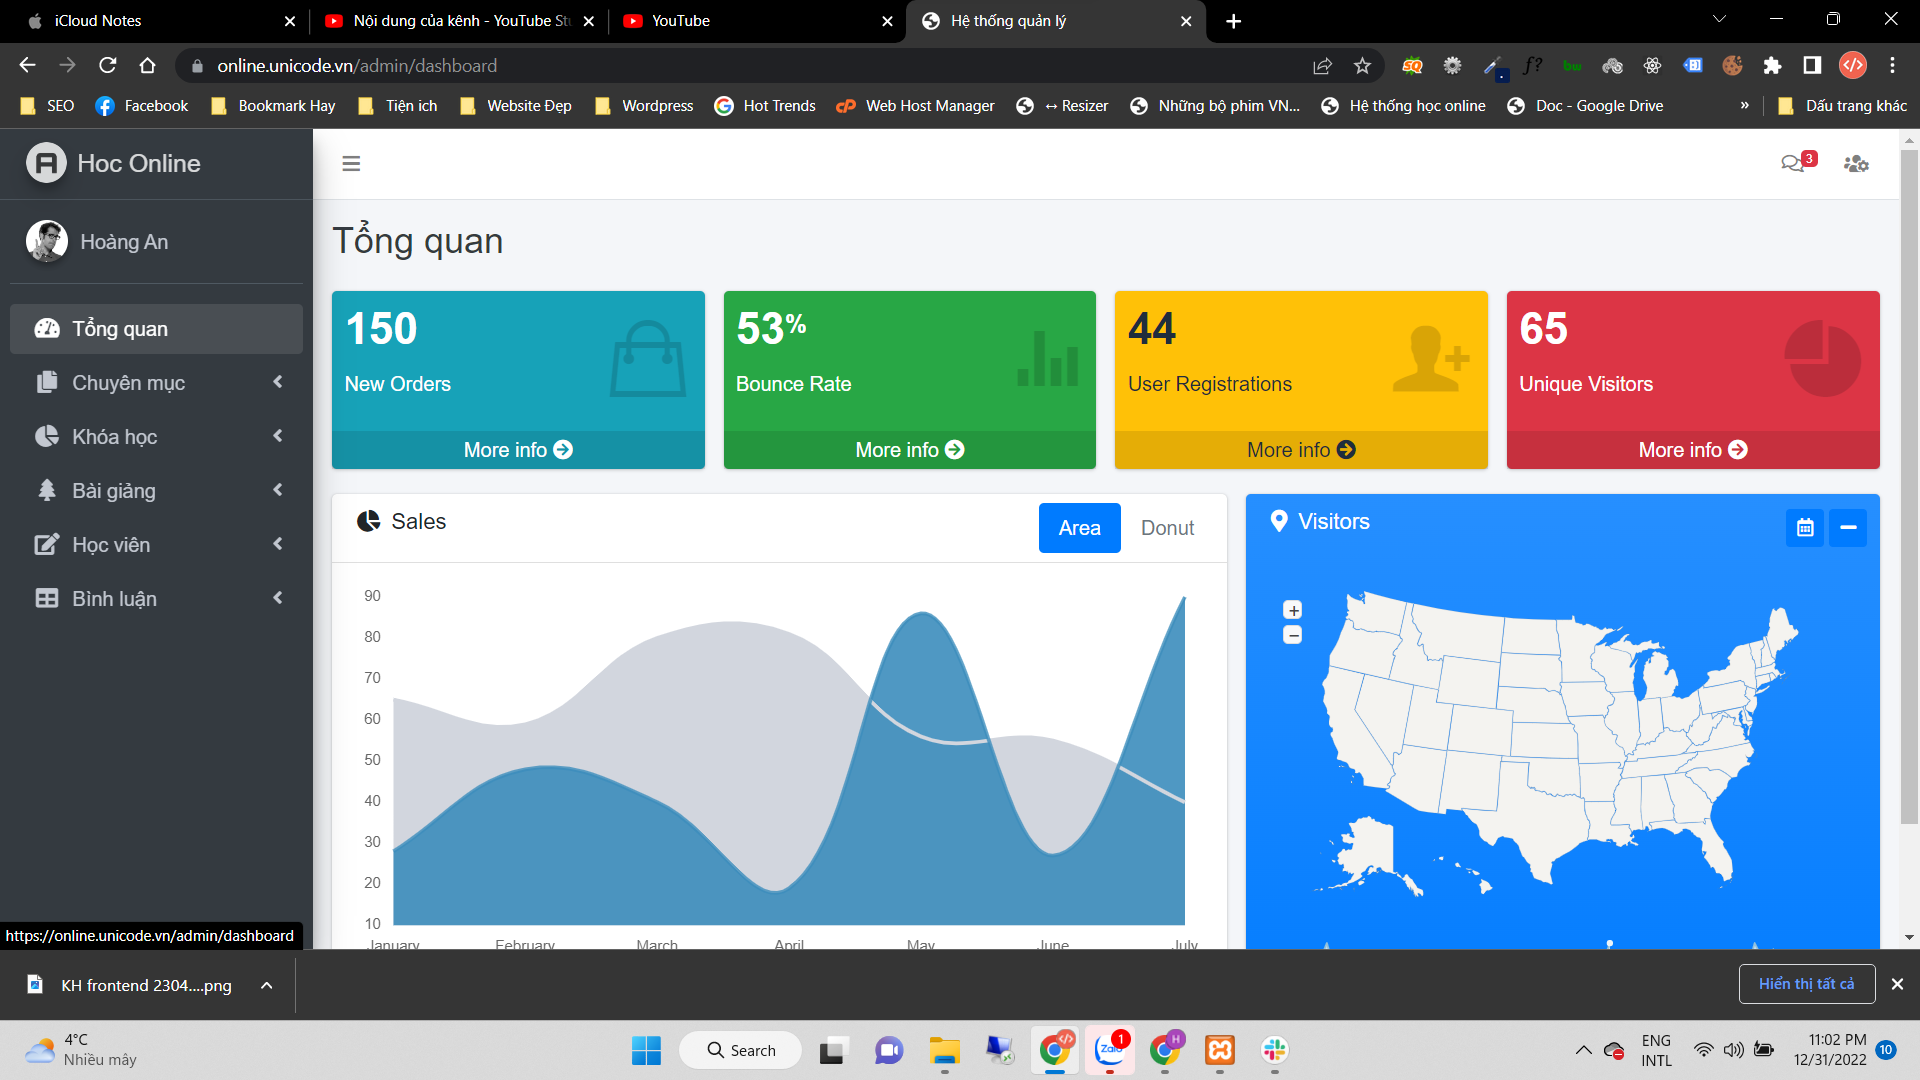 iCloud Notes
Nội dung của kênh - YouTube Stu
YouTube
Hệ thống quản lý
online.unicode.vn/admin/dashboard
SEO
Facebook
Bookmark Hay
Tiện ích
Website Đẹp
Wordpress
Hot Trends
Web Host Manager
↔ Resizer
Những bộ phim VN...
Hệ thống học online
Doc - Google Drive
»
Dấu trang khác
Hoc Online
3
Hoàng An
Tổng quan
Chuyên mục
Khóa học
Bài giảng
Học viên
Bình luận
Tổng quan
150
New Orders
More info
53%
Bounce Rate
More info
44
User Registrations
More info
65
Unique Visitors
More info
Sales
Area
Donut
90
80
70
60
50
40
30
20
10
January
February
March
April
May
June
July
Visitors
+
−
https://online.unicode.vn/admin/dashboard
KH frontend 2304....png
Hiển thị tất cả
4°C
Nhiều mây
Search
Zalo
1
H
ENG
INTL
11:02 PM
12/31/2022
10